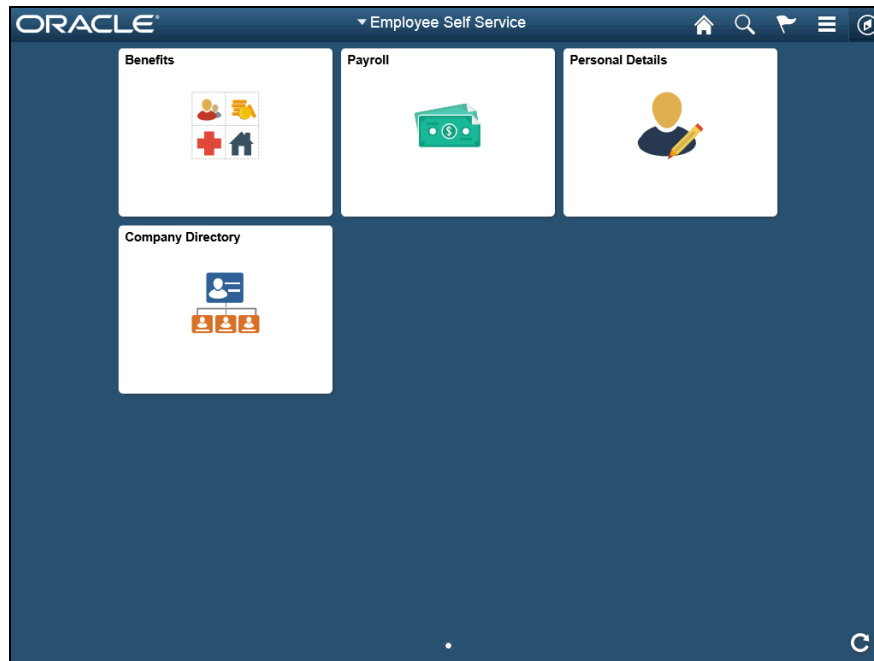 ORACLE®
Employee Self Service
Benefits
Payroll
Personal Details
$
Company Directory